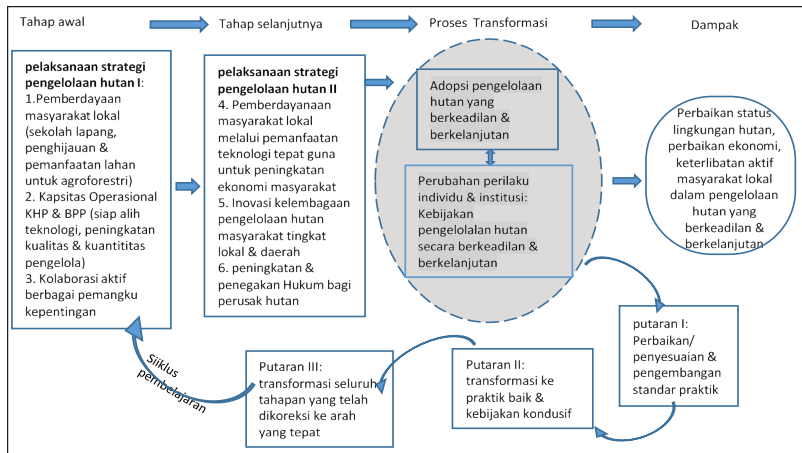 Tahap awal
Tahap selanjutnya
Proses Transformasi
Dampak
pelaksanaan strategi
pengelolaan hutan I:
1.Pemberdayaan
masyarakat lokal
(sekolah lapang,
penghijauan &
pemanfaatan lahan
untuk agroforestri)
2. Kapsitas Operasional
KHP & BPP (siap alih
teknologi, peningkatan
kualitas & kuantititas
pengelola)
3. Kolaborasi aktif
berbagai pemangku
kepentingan
pelaksanaan strategi
pengelolaan hutan II
4. Pemberdayanaan
masyarakat lokal
melalui pemanfaatan
teknologi tepat guna
untuk peningkatan
ekonomi masyarakat
5. Inovasi kelembagaan
pengelolaan hutan
masyarakat tingkat
lokal & daerah
6. peningkatan &
penegakan Hukum bagi
perusak hutan
Adopsi pengelolaan
hutan yang
berkeadilan &
berkelanjutan
Perubahan perilaku
individu & institusi:
Kebijakan
pengelolalan hutan
secara berkeadilan &
berkelanjutan
Perbaikan status
lingkungan hutan,
perbaikan ekonomi,
keterlibatan aktif
masyarakat lokal
dalam pengelolaan
hutan yang
berkeadilan &
berkelanjutan
putaran I:
Perbaikan/
penyesuaian &
pengembangan
standar praktik
Putaran II:
transformasi ke
praktik baik &
kebijakan kondusif
Putaran III:
transformasi seluruh
tahapan yang telah
dikoreksi ke arah
yang tepat
Siiklus
pembelajaran